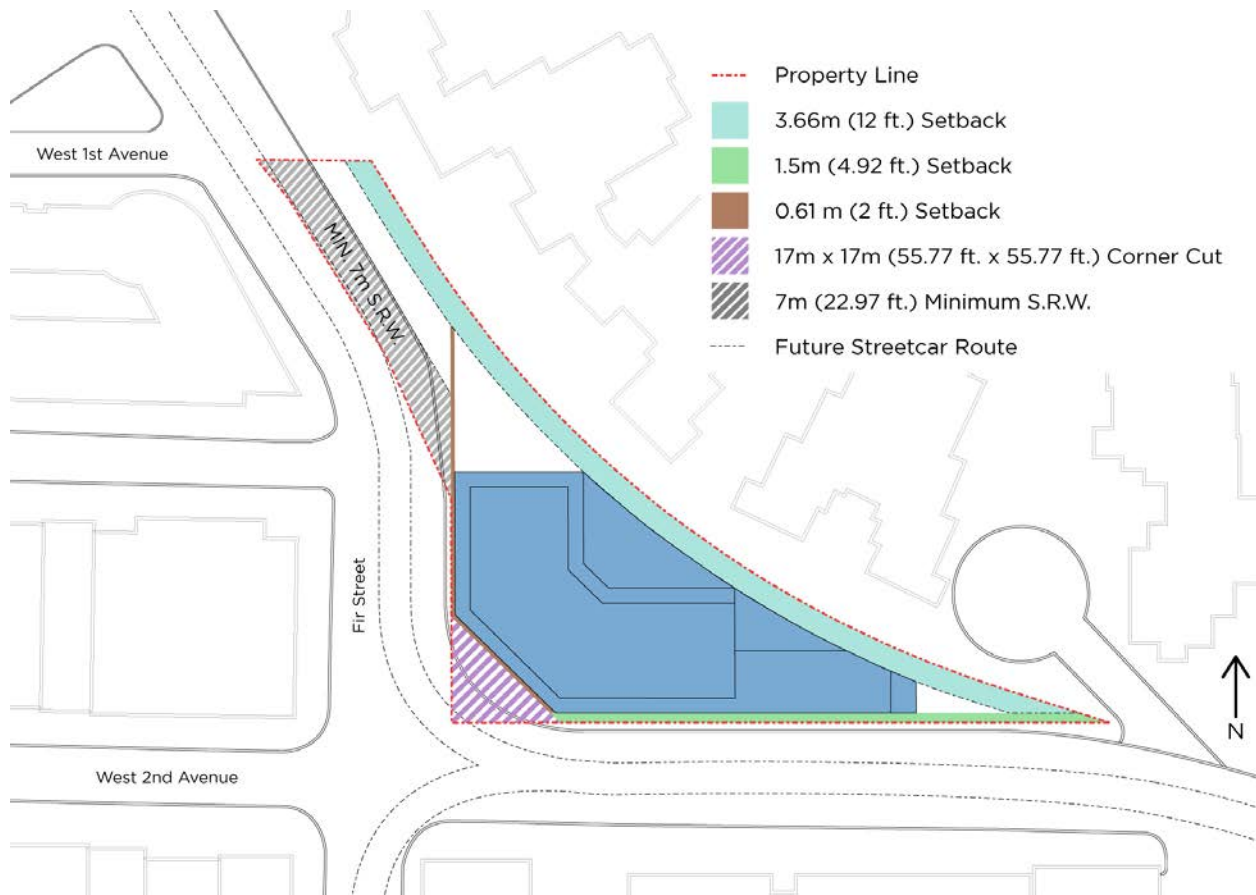 Property Line
3.66m (12 ft.) Setback
1.5m (4.92 ft.) Setback
0.61 m (2 ft.) Setback
17m x 17m (55.77 ft. x 55.77 ft.) Corner Cut
7m (22.97 ft.) Minimum S.R.W.
Future Streetcar Route
West 1st Avenue
MIN. 7m S.R.W.
Fir Street
West 2nd Avenue
N